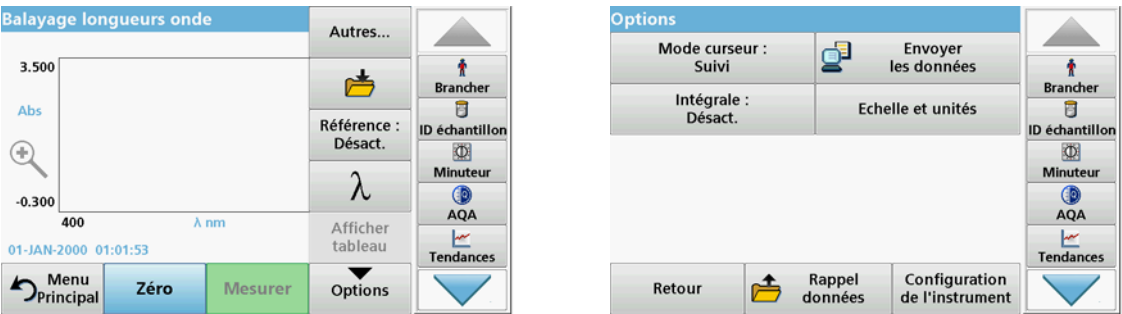 Balayage longueurs onde
Autres...
3.500
Abs
-0.300
400
λ nm
01-JAN-2000 01:01:53
Référence :
Désact.
λ
Afficher
tableau
Menu
Principal
Zéro
Mesurer
Options
Brancher
ID échantillon
Minuteur
AQA
Tendances
Options
Mode curseur :
Suivi
Envoyer
les données
Intégrale :
Désact.
Echelle et unités
Retour
Rappel
données
Configuration
de l'instrument
Brancher
ID échantillon
Minuteur
AQA
Tendances